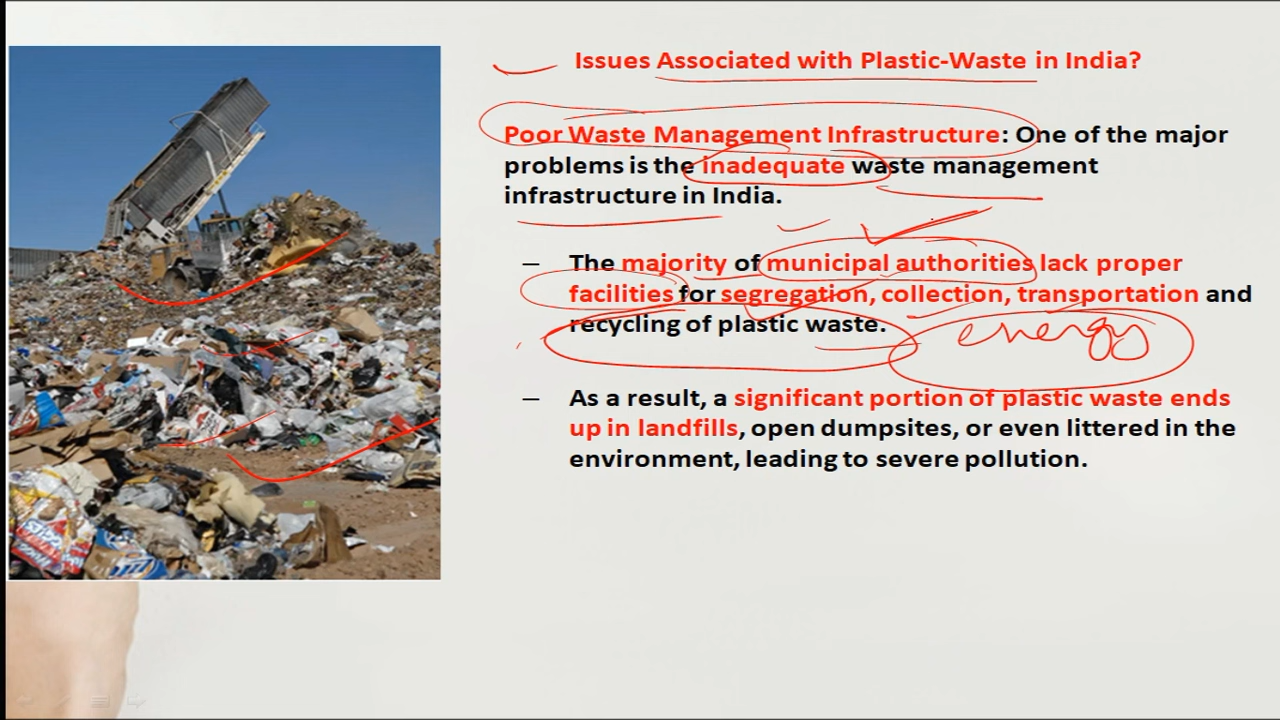 Issues Associated with Plastic-Waste in India?
Poor Waste Management Infrastructure: One of the major
problems is the inadequate waste management
infrastructure in India.
– The majority of municipal authorities lack proper
facilities for segregation, collection, transportation and
recycling of plastic waste.
energy
– As a result, a significant portion of plastic waste ends
up in landfills, open dumpsites, or even littered in the
environment, leading to severe pollution.